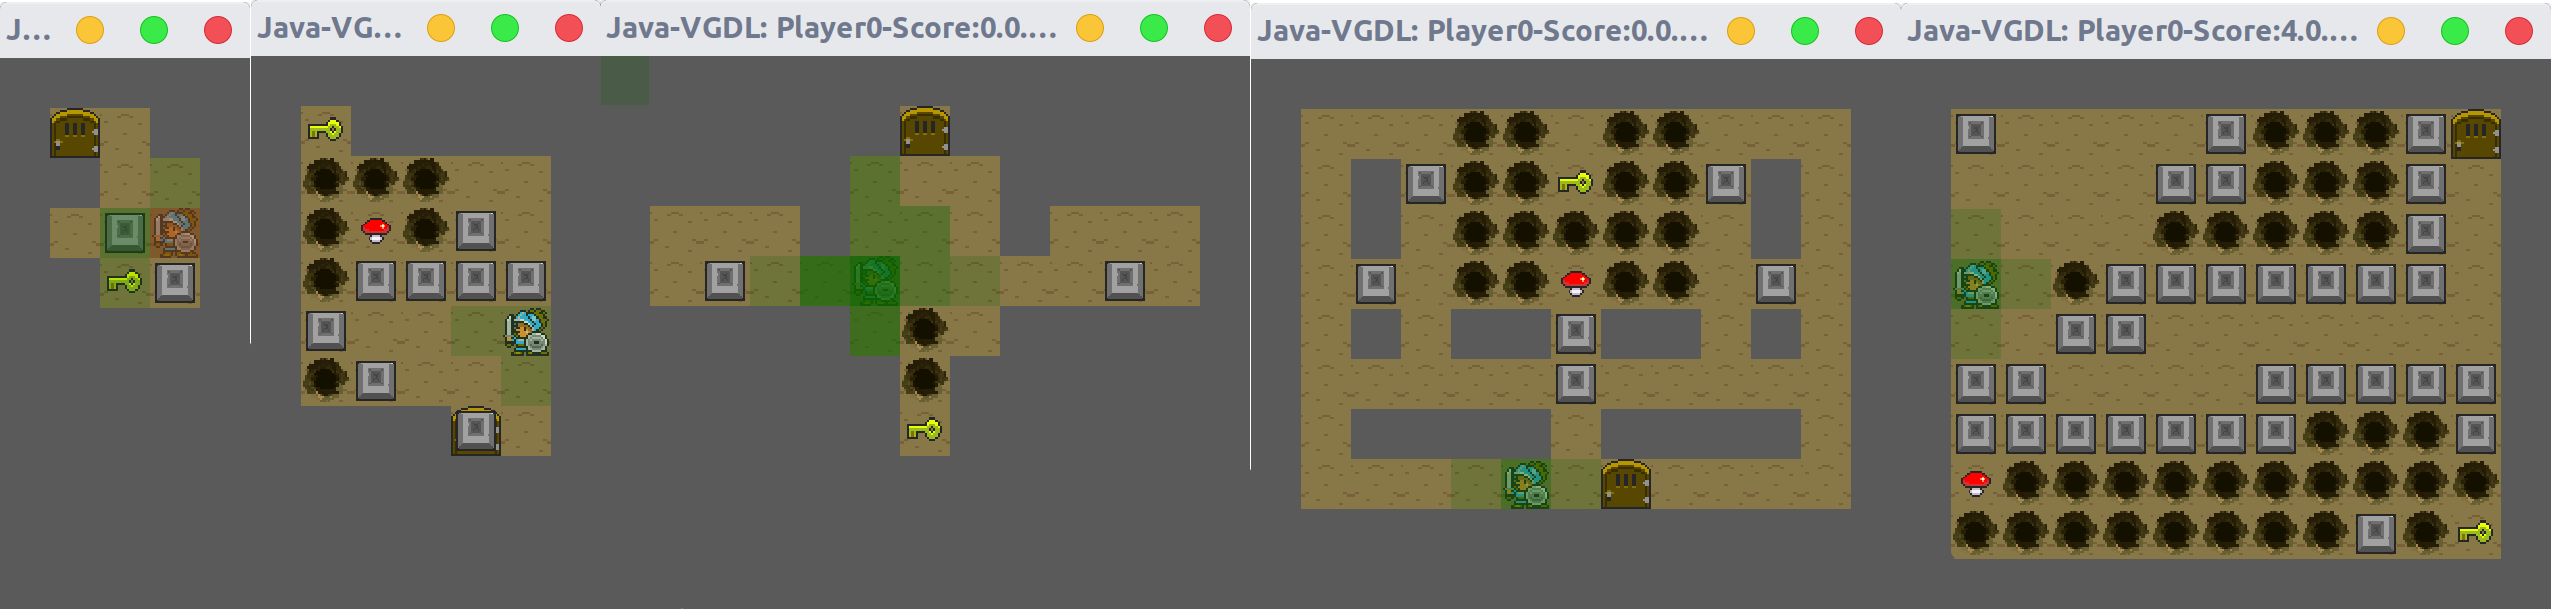 J...
Java-VG...
Java-VGDL: Player0-Score:0.0....
Java-VGDL: Player0-Score:0.0....
Java-VGDL: Player0-Score:4.0....